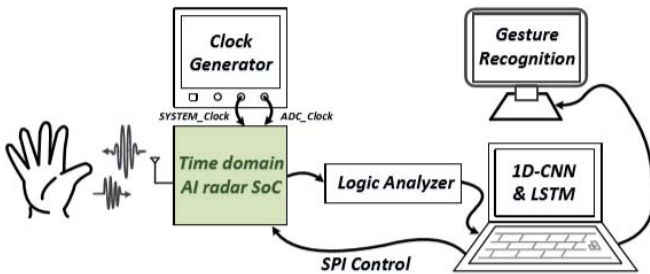 Clock
Generator
Gesture
Recognition
SYSTEM_Clock
ADC_Clock
Time domain
AI radar SoC
Logic Analyzer
1D-CNN
& LSTM
SPI Control